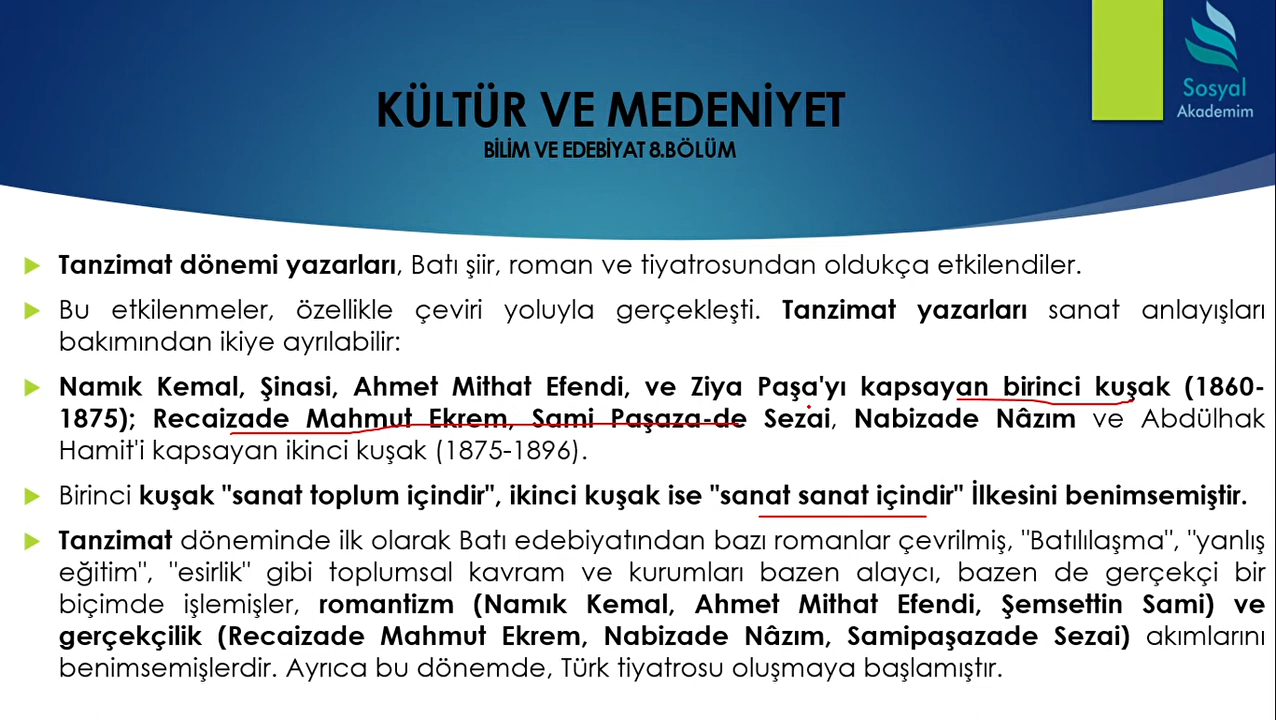 Sosyal
Akademim
KÜLTÜR VE MEDENİYET
BİLİM VE EDEBİYAT 8.BÖLÜM
Tanzimat dönemi yazarları, Batı şiir, roman ve tiyatrosundan oldukça etkilendiler.
Bu etkilenmeler, özellikle çeviri yoluyla gerçekleşti. Tanzimat yazarları sanat anlayışları
bakımından ikiye ayrılabilir:
Namık Kemal, Şinasi, Ahmet Mithat Efendi, ve Ziya Paşa'yı kapsayan birinci kuşak (1860-
1875); Recaizade Mahmut Ekrem, Sami Paşaza-de Sezai, Nabizade Nâzım ve Abdülhak
Hamit'i kapsayan ikinci kuşak (1875-1896).
Birinci kuşak "sanat toplum içindir", ikinci kuşak ise "sanat sanat içindir" İlkesini benimsemiştir.
Tanzimat döneminde ilk olarak Batı edebiyatından bazı romanlar çevrilmiş, "Batılılaşma", "yanlış
eğitim", "esirlik" gibi toplumsal kavram ve kurumları bazen alaycı, bazen de gerçekçi bir
biçimde işlemişler, romantizm (Namık Kemal, Ahmet Mithat Efendi, Şemsettin Sami) ve
gerçekçilik (Recaizade Mahmut Ekrem, Nabizade Nâzım, Samipaşazade Sezai) akımlarını
benimsemişlerdir. Ayrıca bu dönemde, Türk tiyatrosu oluşmaya başlamıştır.